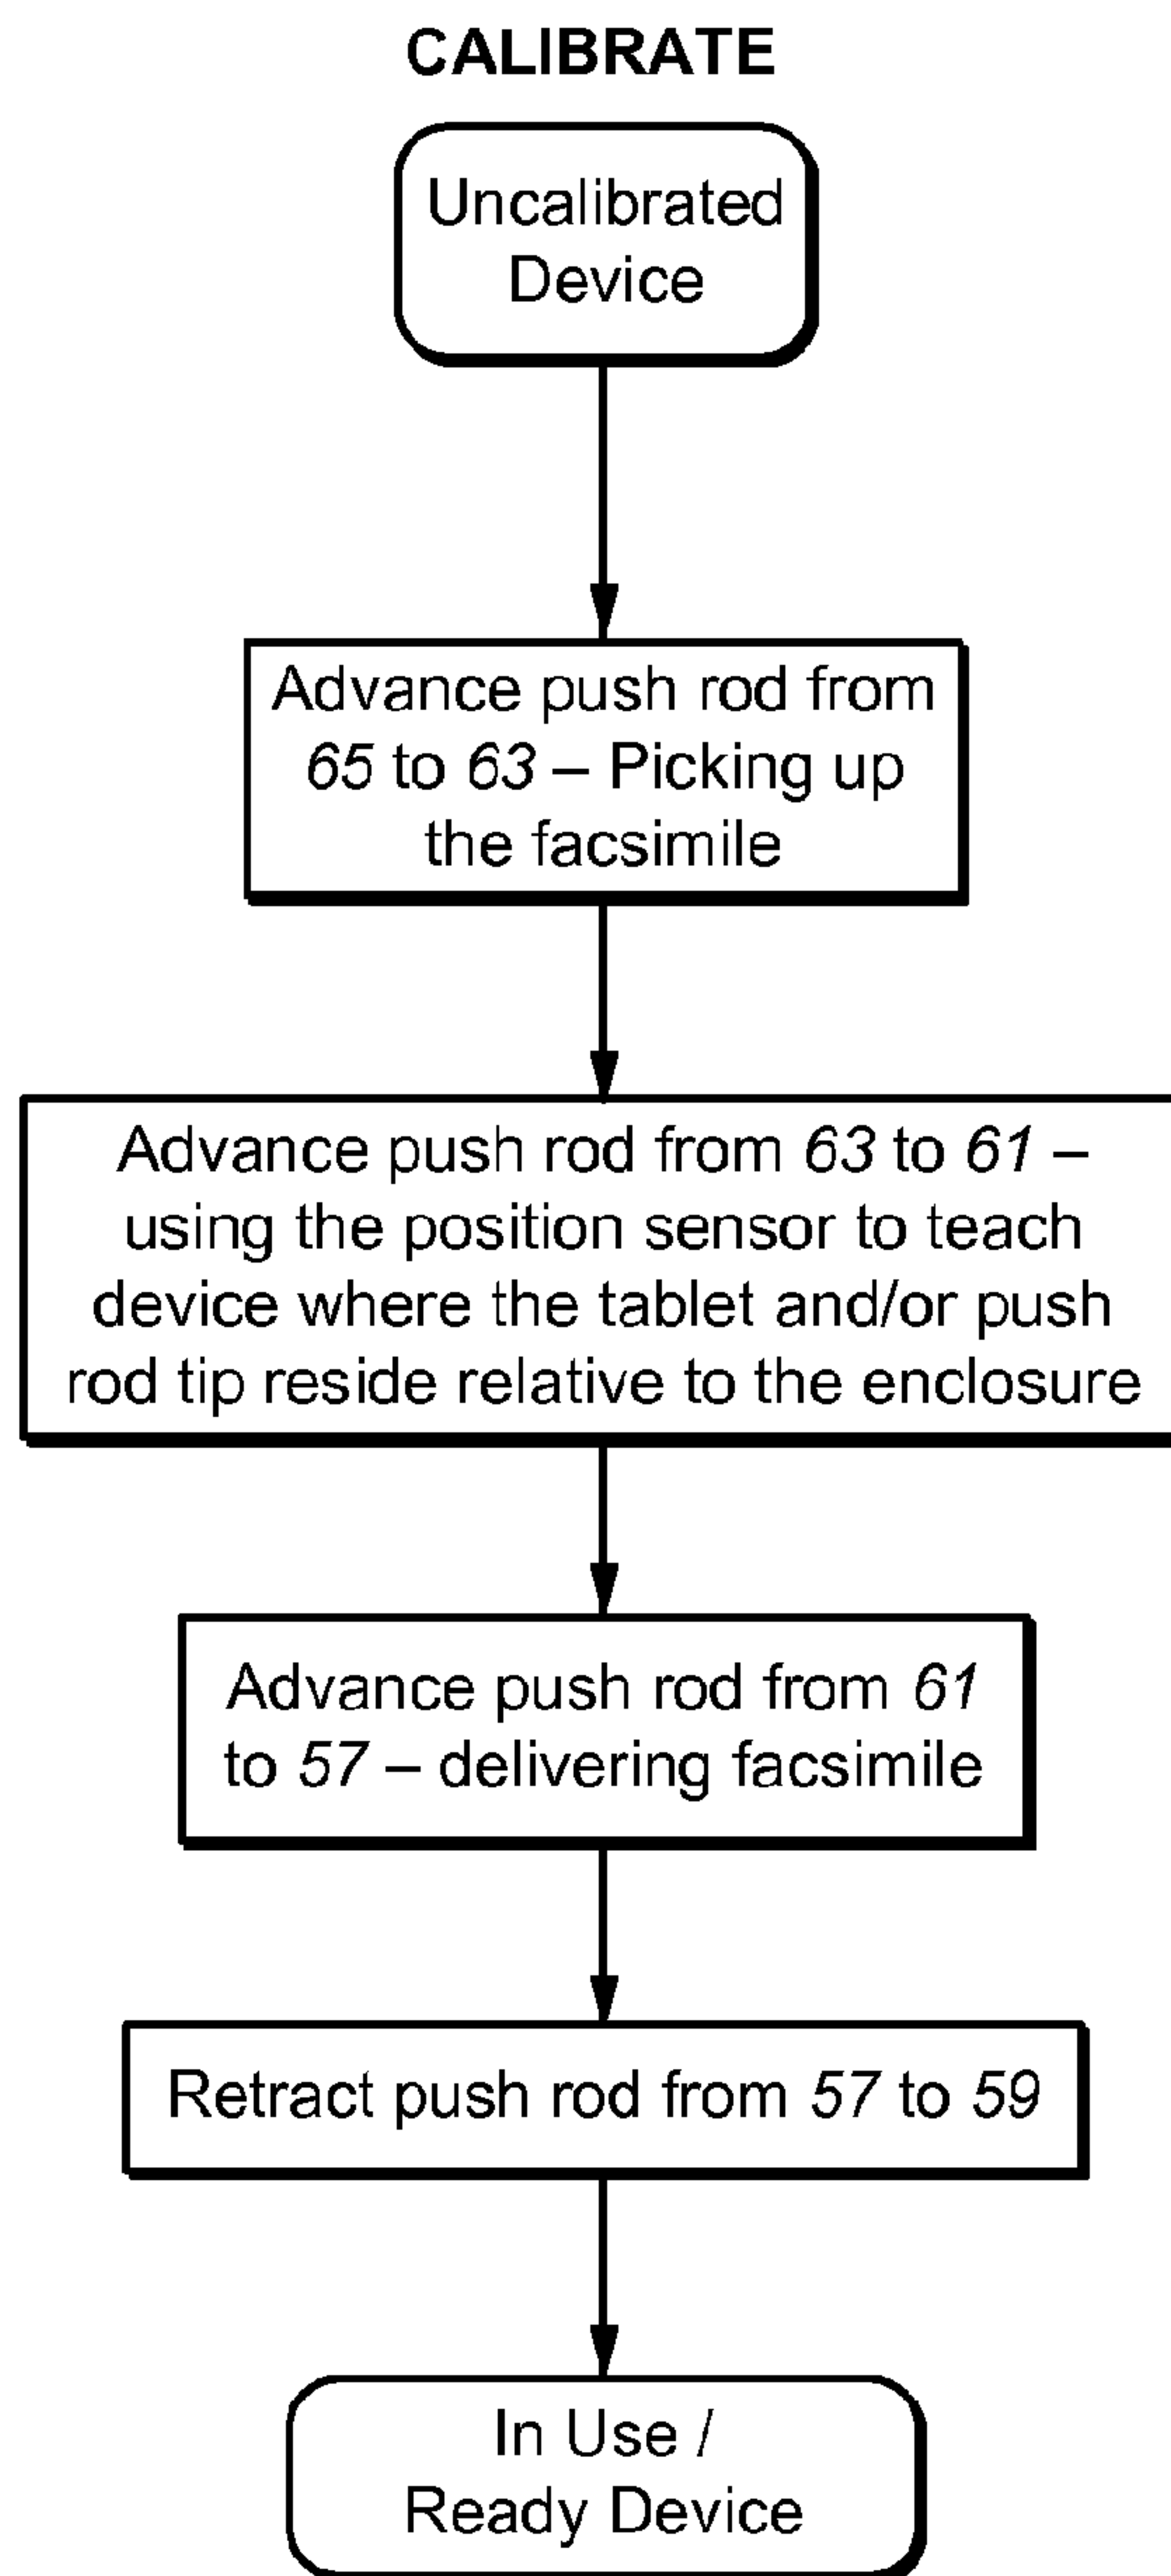 CALIBRATE
Uncalibrated
Device
Advance push rod from
65 to 63 – Picking up
the facsimile
Advance push rod from 63 to 61 –
using the position sensor to teach
device where the tablet and/or push
rod tip reside relative to the enclosure
Advance push rod from 61
to 57 – delivering facsimile
Retract push rod from 57 to 59
In Use /
Ready Device